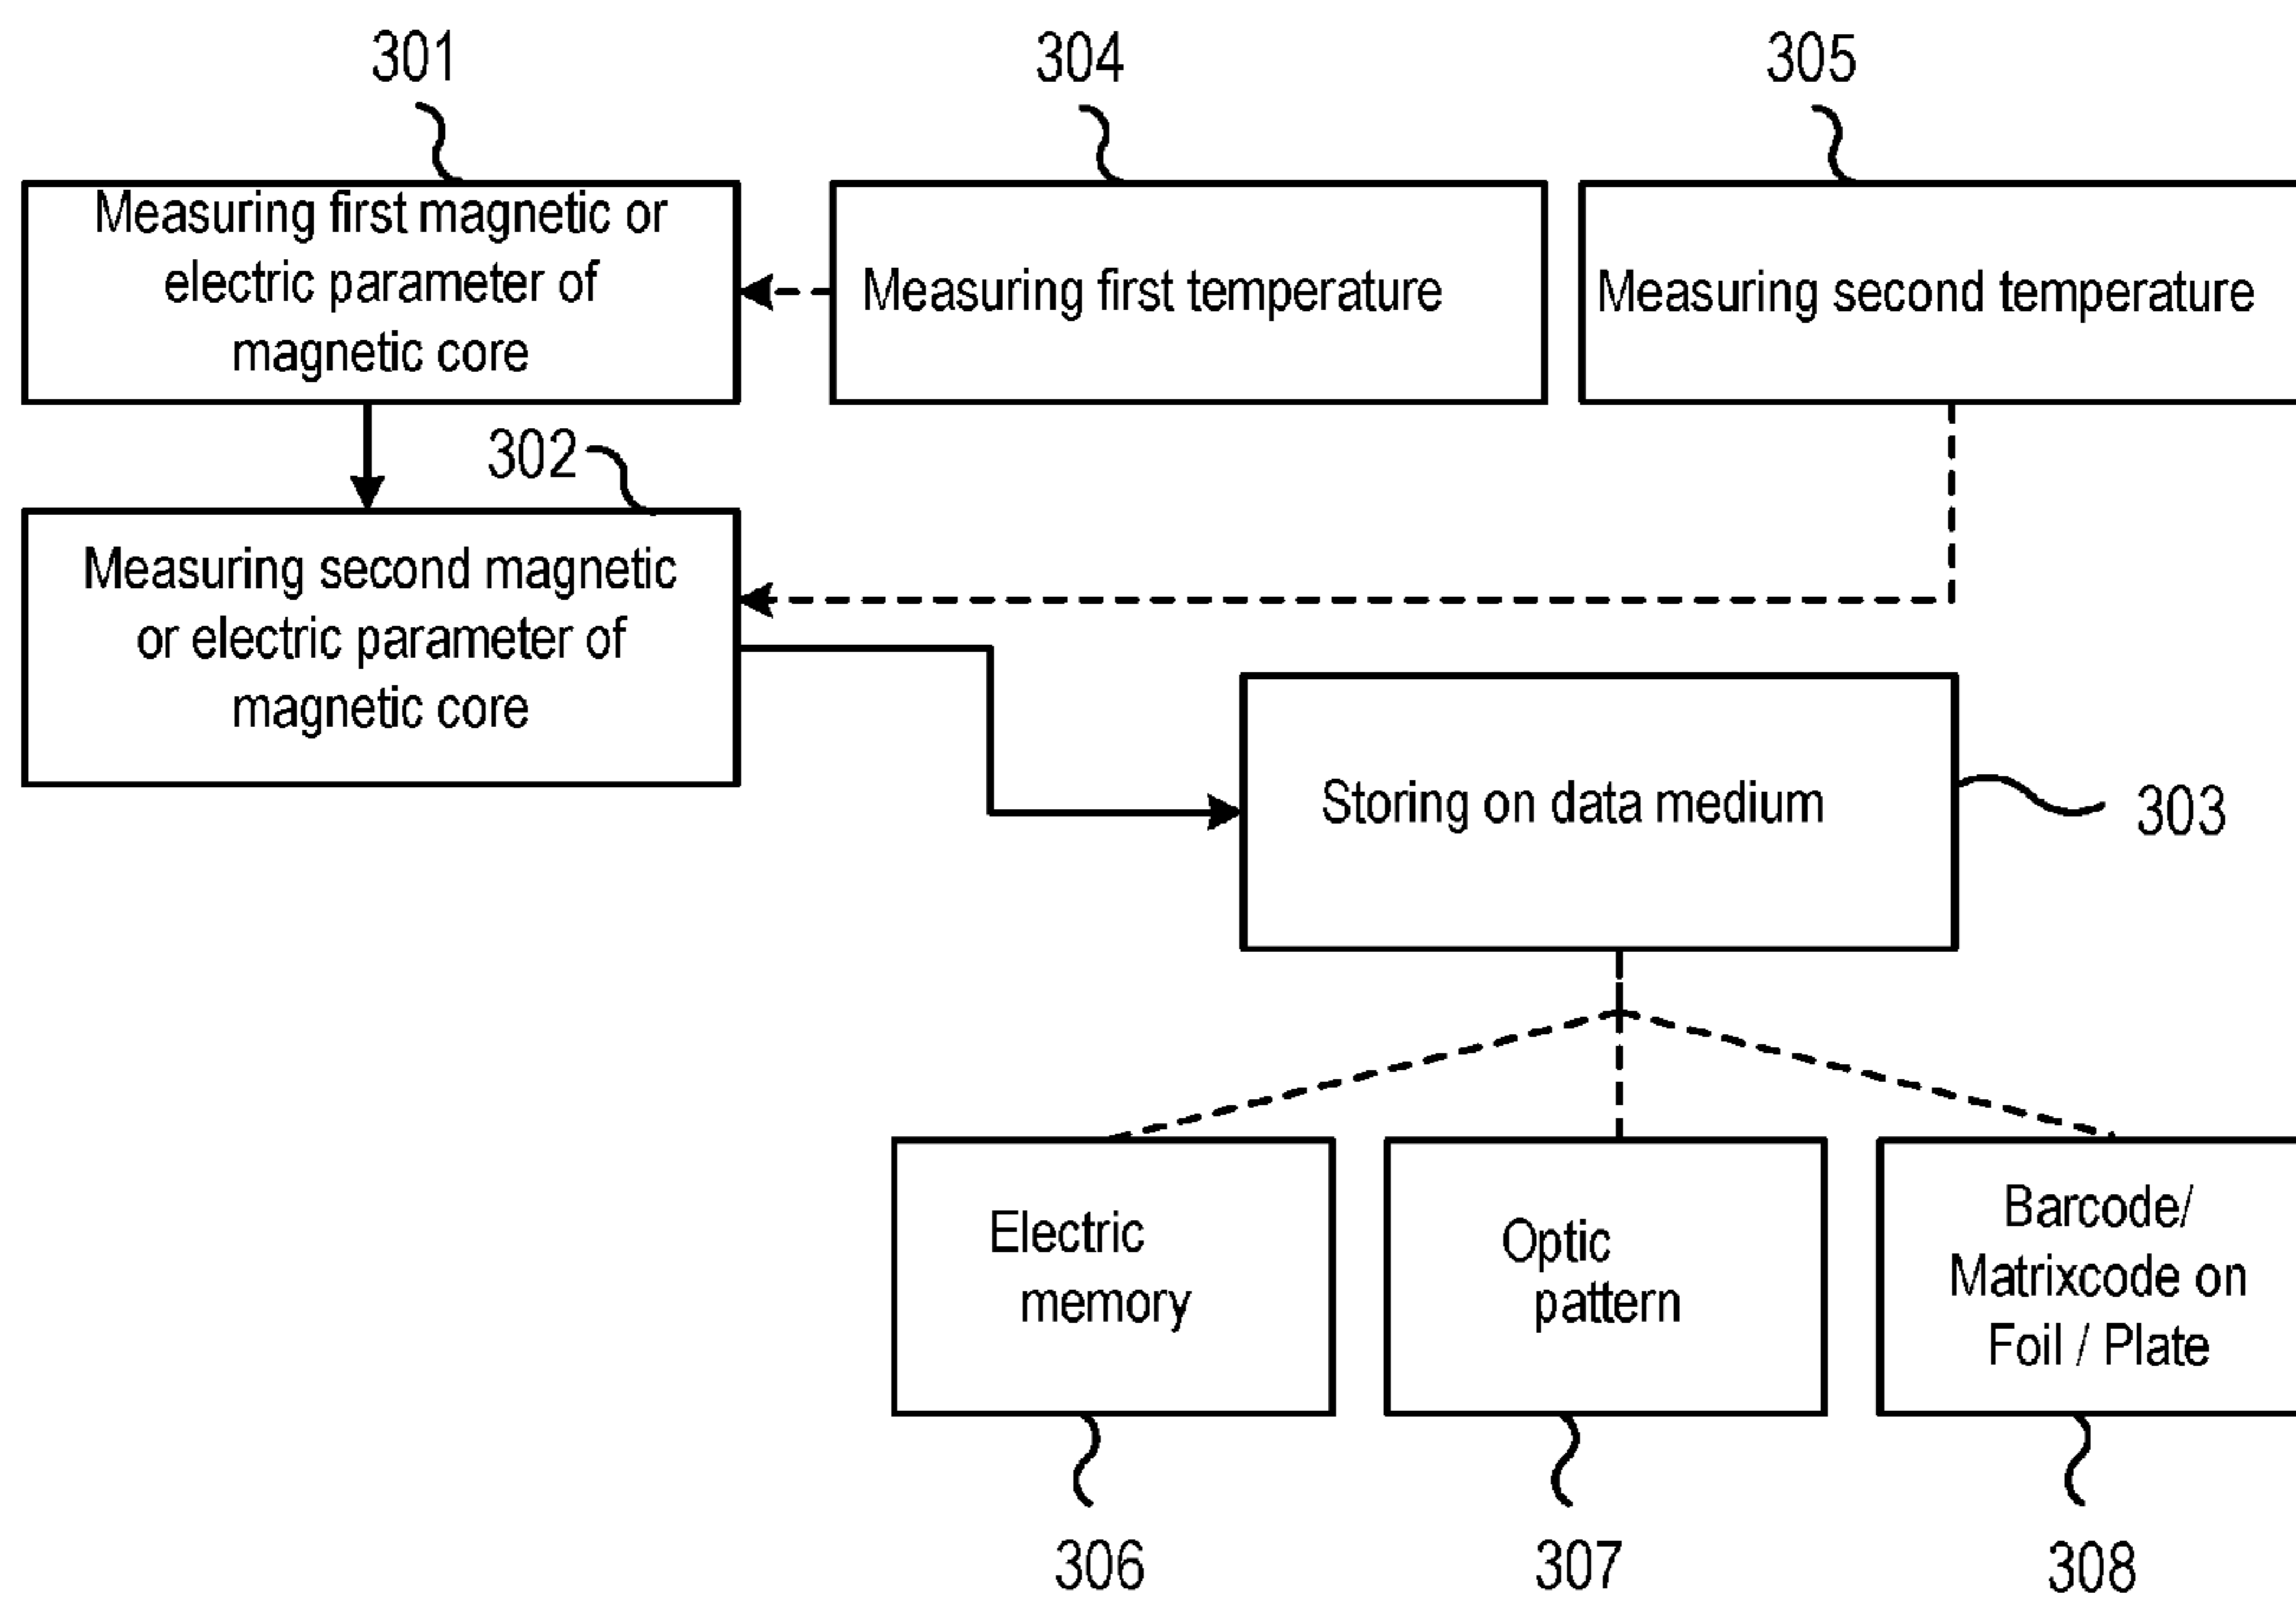 301
304
305
Measuring first magnetic or
electric parameter of
magnetic core
Measuring first temperature
Measuring second temperature
302
Measuring second magnetic
or electric parameter of
magnetic core
Storing on data medium
303
Electric
memory
Optic
pattern
Barcode/
Matrixcode on
Foil / Plate
306
307
308